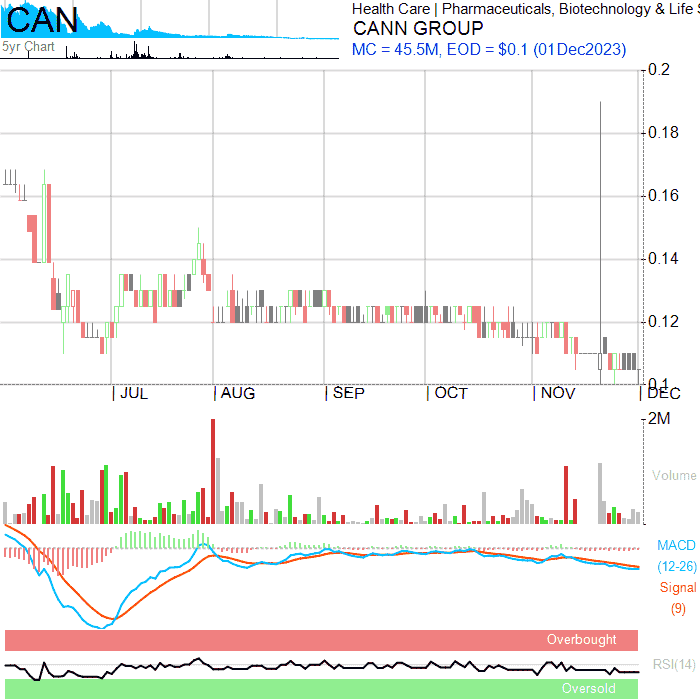 CAN
5yr Chart
Health Care | Pharmaceuticals, Biotechnology & Life S
CANN GROUP
MC = 45.5M, EOD = $0.1 (01Dec2023)
0.2
0.18
0.16
0.14
0.12
0.1
JUL
AUG
SEP
OCT
NOV
DEC
2M
Volume
MACD
(12-26)
Signal
(9)
Overbought
RSI(14)
Oversold